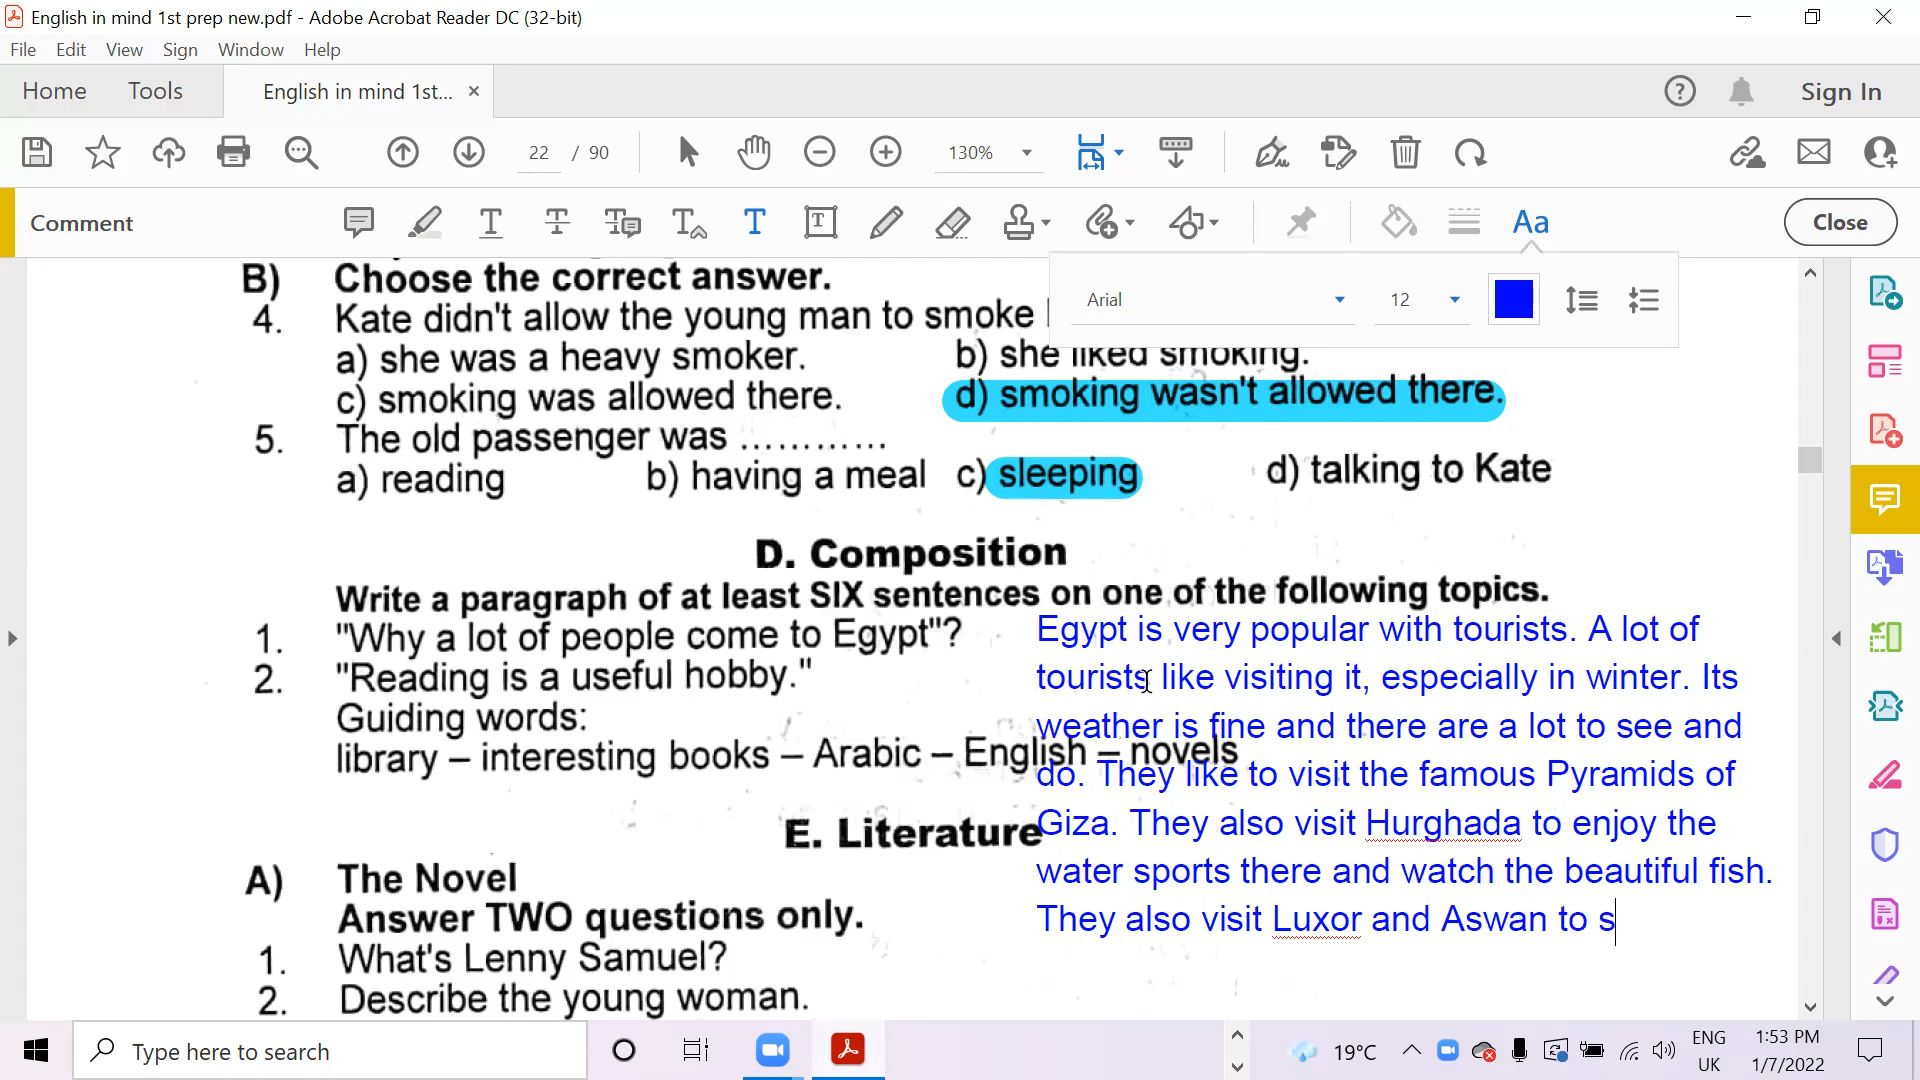 English in mind 1st prep new.pdf - Adobe Acrobat Reader DC (32-bit)
File Edit View Sign Window Help
Home Tools English in mind 1st... × Sign In
22 / 90 130%
Comment Close
Arial 12
B) Choose the correct answer.
4. Kate didn't allow the young man to smoke
a) she was a heavy smoker. b) she liked smoking.
c) smoking was allowed there. d) smoking wasn't allowed there.
5. The old passenger was ............
a) reading b) having a meal c) sleeping d) talking to Kate
D. Composition
Write a paragraph of at least SIX sentences on one of the following topics.
1. "Why a lot of people come to Egypt"?
2. "Reading is a useful hobby."
Guiding words:
library – interesting books – Arabic – English – novels
Egypt is very popular with tourists. A lot of
tourists like visiting it, especially in winter. Its
weather is fine and there are a lot to see and
do. They like to visit the famous Pyramids of
Giza. They also visit Hurghada to enjoy the
water sports there and watch the beautiful fish.
They also visit Luxor and Aswan to s
E. Literature
A) The Novel
Answer TWO questions only.
1. What's Lenny Samuel?
2. Describe the young woman.
Type here to search
19°C ENG 1:53 PM
UK 1/7/2022